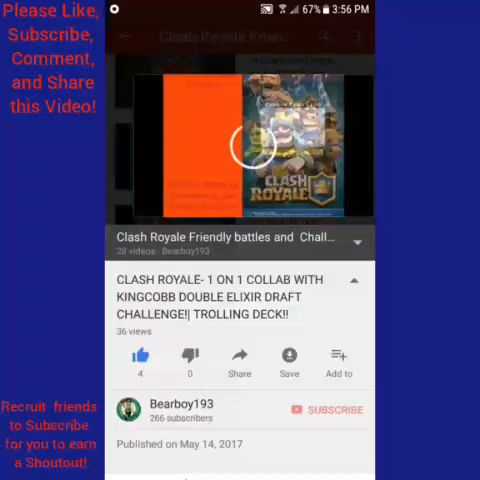 Please Like,
Subscribe,
Comment,
and Share
this Video!
67% 3:56 PM
Clash Royale Frien...
CLASH
ROYALE
Clash Royale Friendly battles and Chall...
28 videos · Bearboy193
CLASH ROYALE- 1 ON 1 COLLAB WITH
KINGCOBB DOUBLE ELIXIR DRAFT
CHALLENGE!| TROLLING DECK!!
36 views
4 0 Share Save Add to
Bearboy193
266 subscribers
SUBSCRIBE
Published on May 14, 2017
Recruit friends
to Subscribe
for you to earn
a Shoutout!